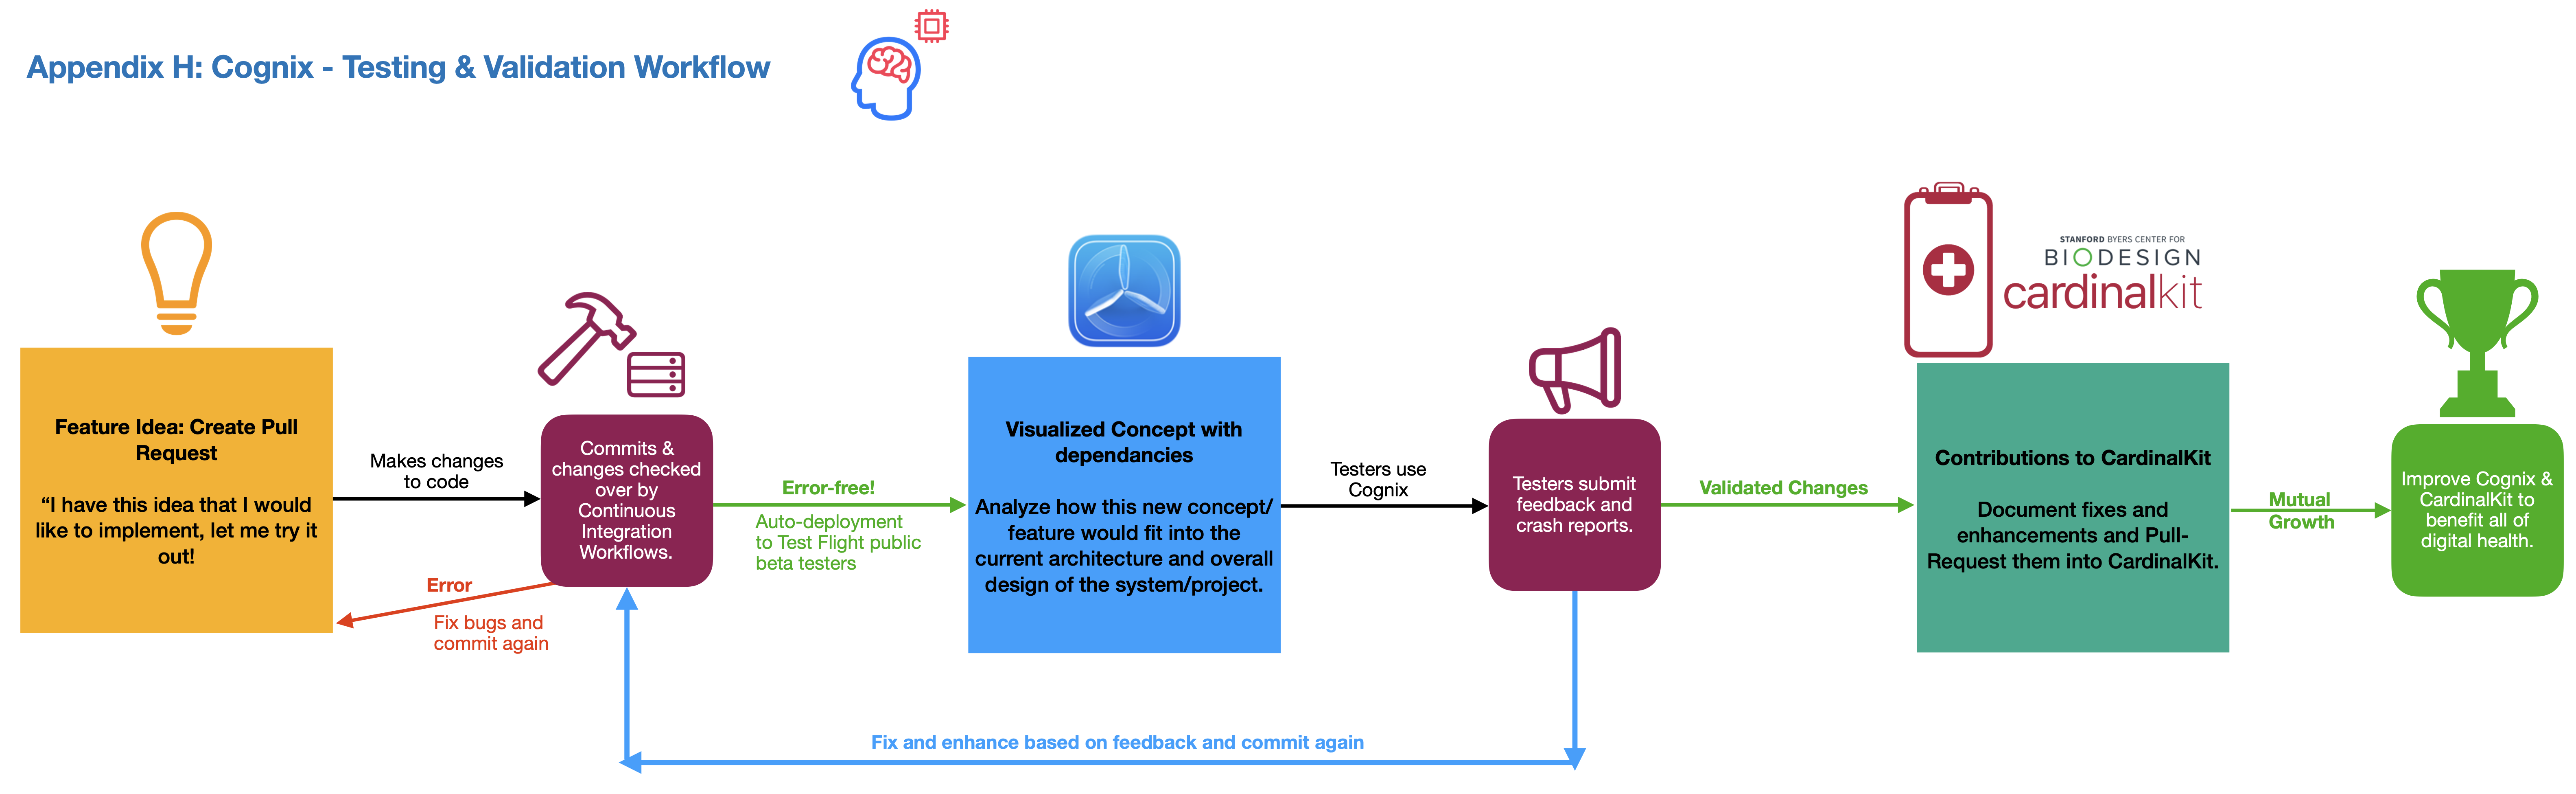 Appendix H: Cognix - Testing & Validation Workflow
Feature Idea: Create Pull
Request
“I have this idea that I would
like to implement, let me try it
out!
Makes changes
to code
Error
Fix bugs and
commit again
Commits &
changes checked
over by
Continuous
Integration
Workflows.
Error-free!
Auto-deployment
to Test Flight public
beta testers
Visualized Concept with
dependancies
Analyze how this new concept/
feature would fit into the
current architecture and overall
design of the system/project.
Testers use
Cognix
Testers submit
feedback and
crash reports.
Fix and enhance based on feedback and commit again
Validated Changes
STANFORD BYERS CENTER FOR
BIODESIGN
cardinalkit
Contributions to CardinalKit
Document fixes and
enhancements and Pull-
Request them into CardinalKit.
Mutual
Growth
Improve Cognix &
CardinalKit to
benefit all of
digital health.